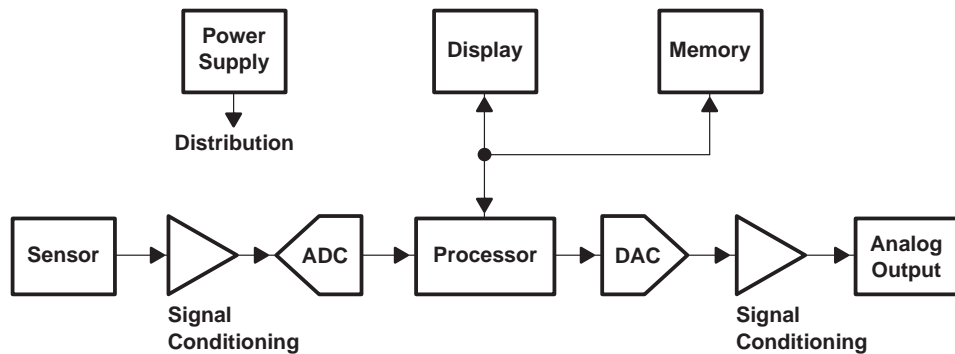 Power
Supply
Display
Memory
Distribution
Sensor
ADC
Processor
DAC
Analog
Output
Signal
Conditioning
Signal
Conditioning